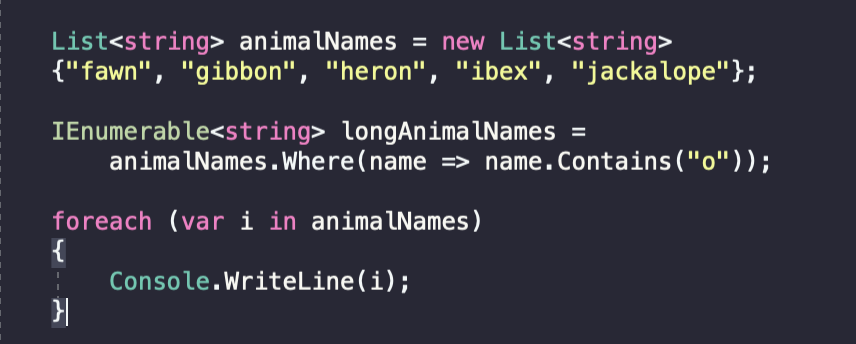 List<string> animalNames = new List<string>
{"fawn", "gibbon", "heron", "ibex", "jackalope"};
IEnumerable<string> longAnimalNames =
animalNames.Where(name => name.Contains("o"));
foreach (var i in animalNames)
{
Console.WriteLine(i);
}